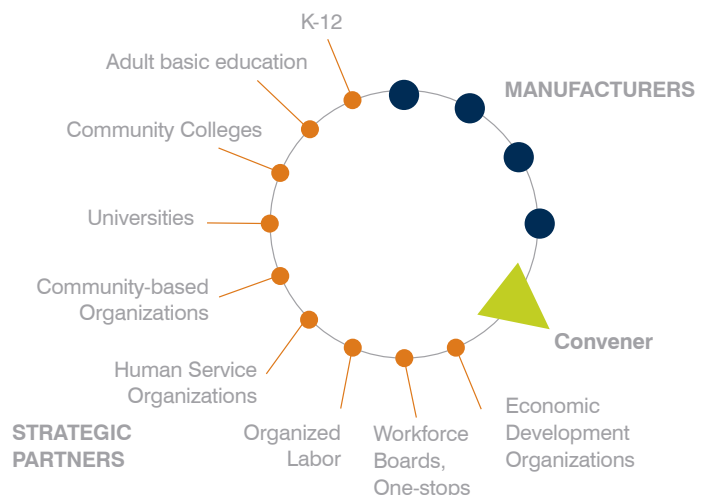 K-12
Adult basic education
MANUFACTURERS
Community Colleges
Universities
Community-based
Organizations
Convener
Human Service
Organizations
STRATEGIC
PARTNERS
Organized
Labor
Workforce
Boards,
One-stops
Economic
Development
Organizations